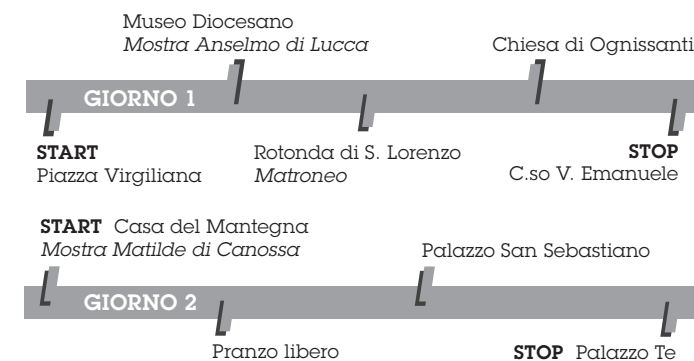 Museo Diocesano
Mostra Anselmo di Lucca
Chiesa di Ognissanti
GIORNO 1
START
Piazza Virgiliana
Rotonda di S. Lorenzo
Matroneo
STOP
C.so V. Emanuele
START Casa del Mantegna
Mostra Matilde di Canossa
Palazzo San Sebastiano
GIORNO 2
Pranzo libero
STOP Palazzo Te